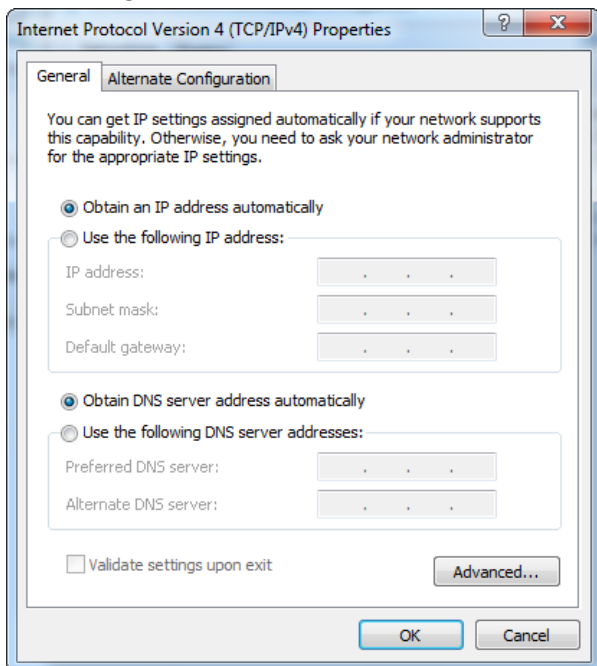 Internet Protocol Version 4 (TCP/IPv4) Properties
General
Alternate Configuration
You can get IP settings assigned automatically if your network supports
this capability. Otherwise, you need to ask your network administrator
for the appropriate IP settings.
Obtain an IP address automatically
Use the following IP address:
IP address:
Subnet mask:
Default gateway:
Obtain DNS server address automatically
Use the following DNS server addresses:
Preferred DNS server:
Alternate DNS server:
Validate settings upon exit
Advanced...
OK
Cancel